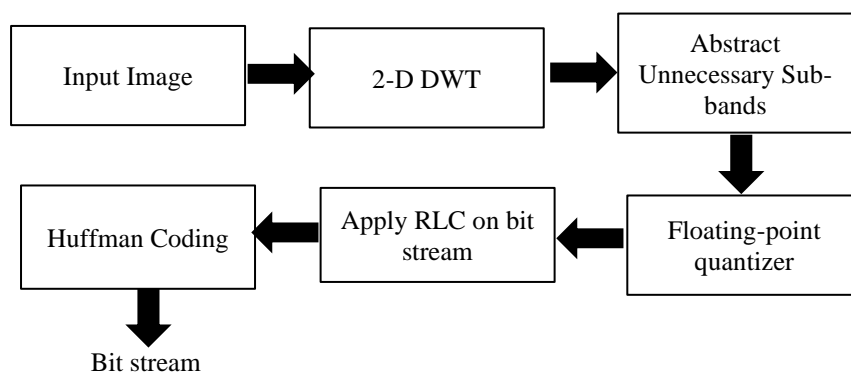 Input Image
2-D DWT
Abstract
Unnecessary Sub-
bands
Floating-point
quantizer
Apply RLC on bit
stream
Huffman Coding
Bit stream